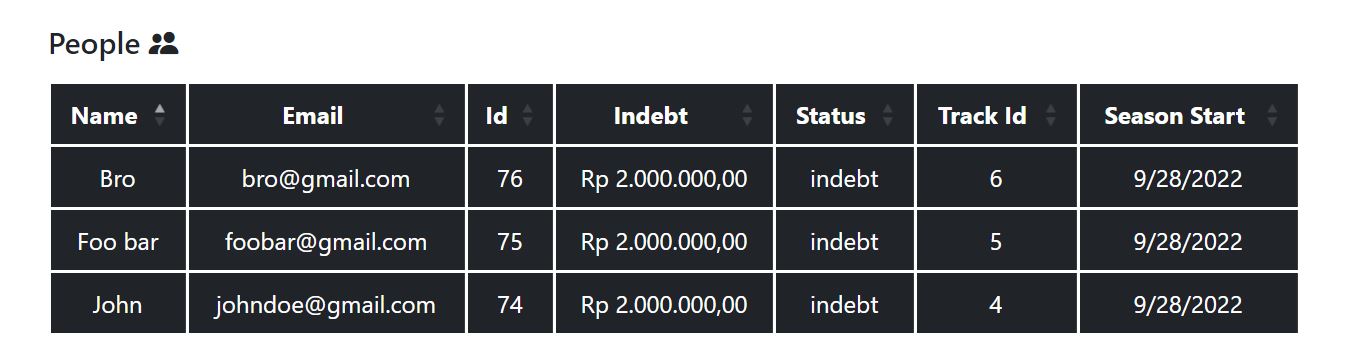 People
Name Email Id Indebt Status Track Id Season Start
Bro bro@gmail.com 76 Rp 2.000.000,00 indebt 6 9/28/2022
Foo bar foobar@gmail.com 75 Rp 2.000.000,00 indebt 5 9/28/2022
John johndoe@gmail.com 74 Rp 2.000.000,00 indebt 4 9/28/2022